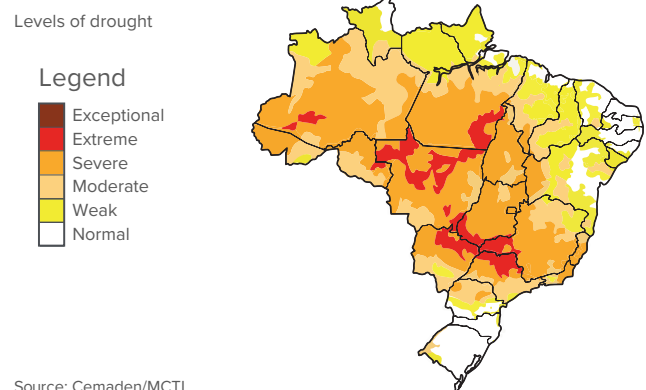 Levels of drought
Legend
Exceptional
Extreme
Severe
Moderate
Weak
Normal
Source: Cemaden/MCTI